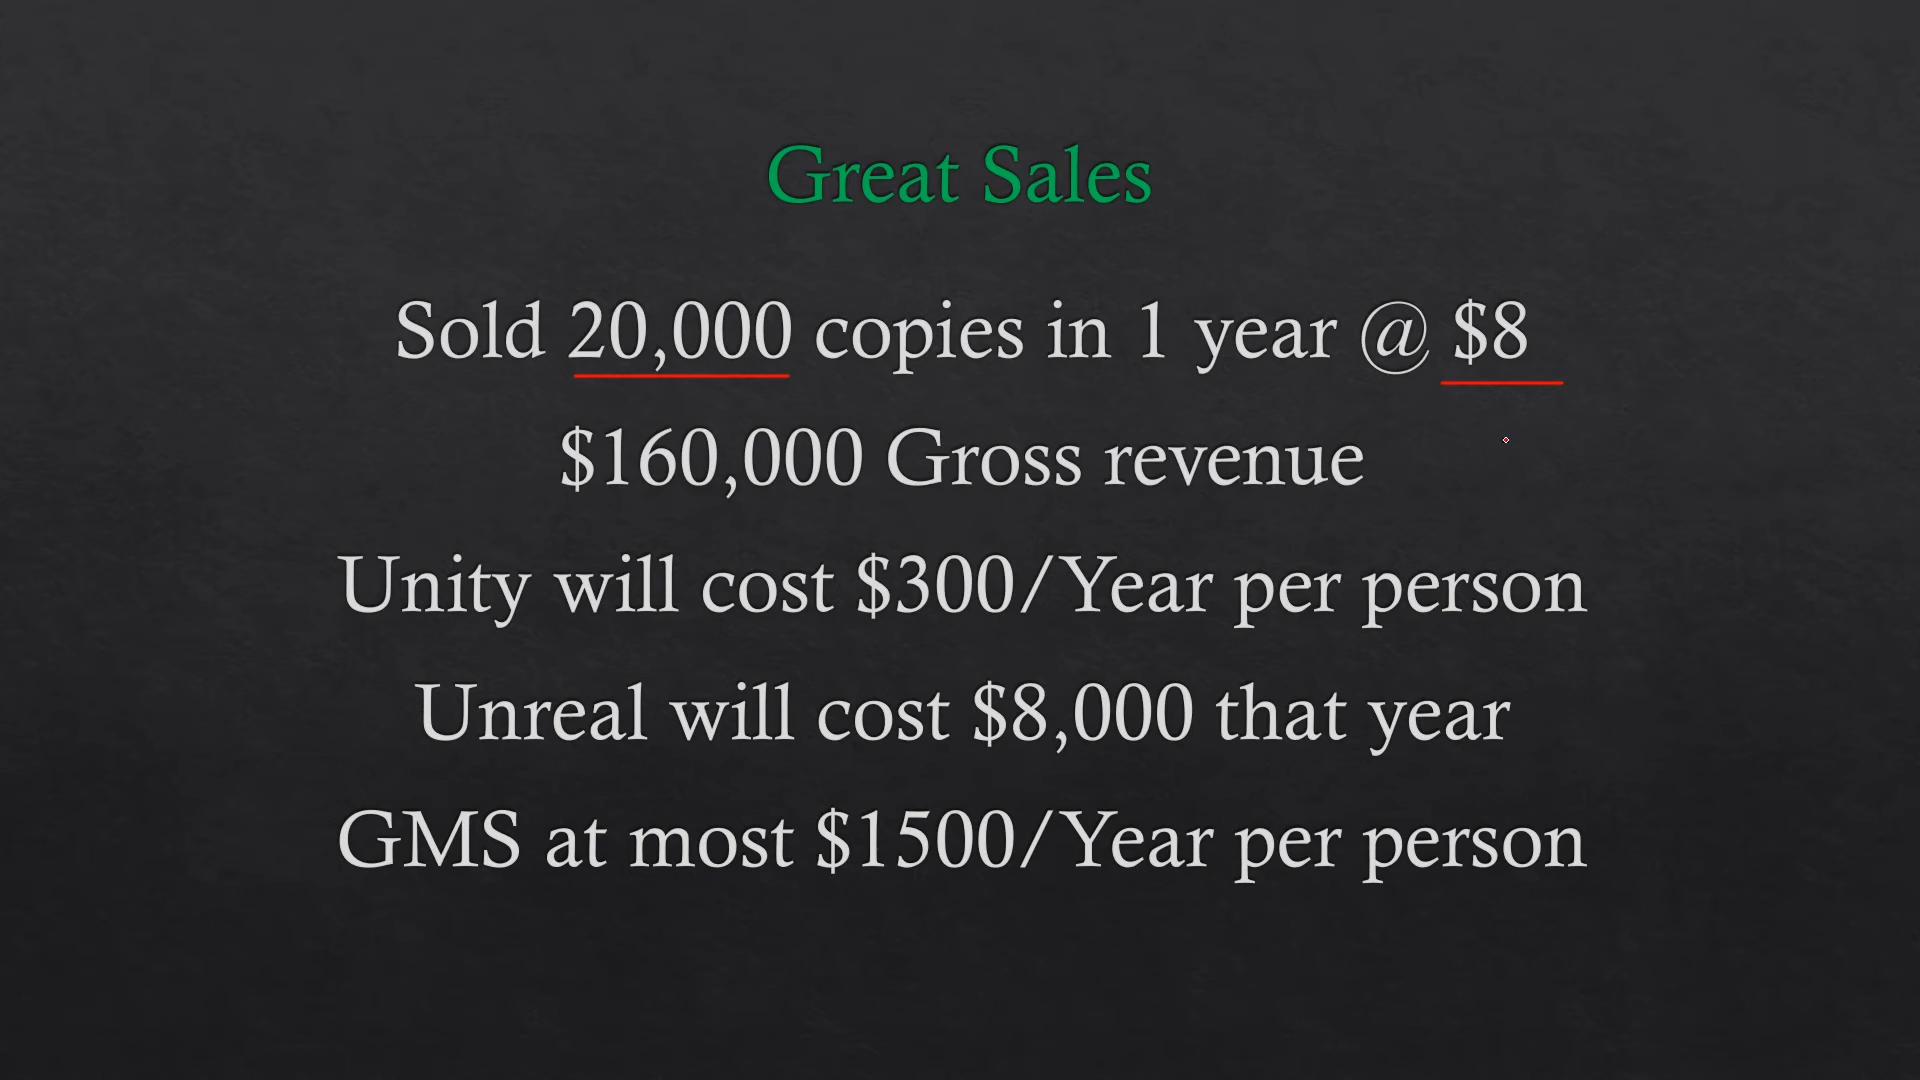 Great Sales
Sold 20,000 copies in 1 year @ $8
$160,000 Gross revenue
Unity will cost $300/Year per person
Unreal will cost $8,000 that year
GMS at most $1500/Year per person